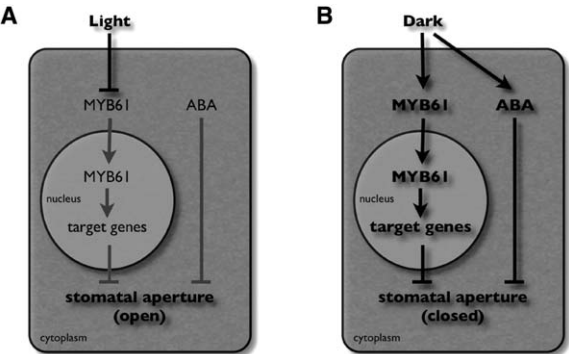 A
Light
MYB61
ABA
MYB61
nucleus
target genes
stomatal aperture
(open)
cytoplasm
B
Dark
MYB61
ABA
MYB61
nucleus
target genes
stomatal aperture
(closed)
cytoplasm